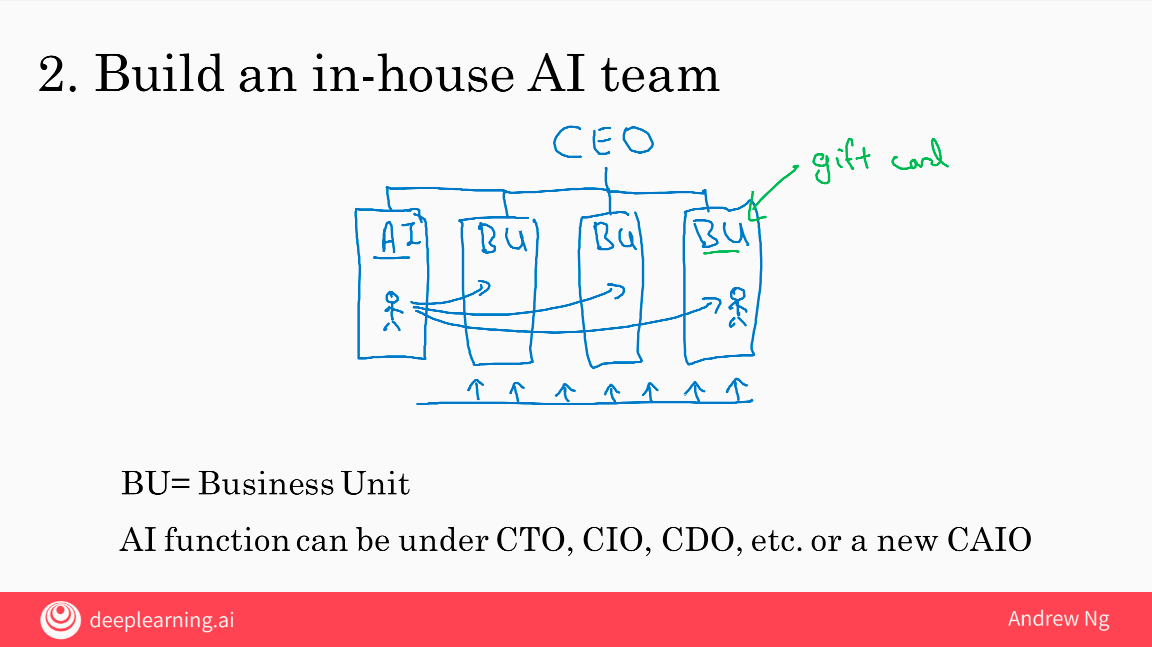 2. Build an in-house AI team
CEO
gift card
AI BU BU BU
BU= Business Unit
AI function can be under CTO, CIO, CDO, etc. or a new CAIO
deeplearning.ai
Andrew Ng